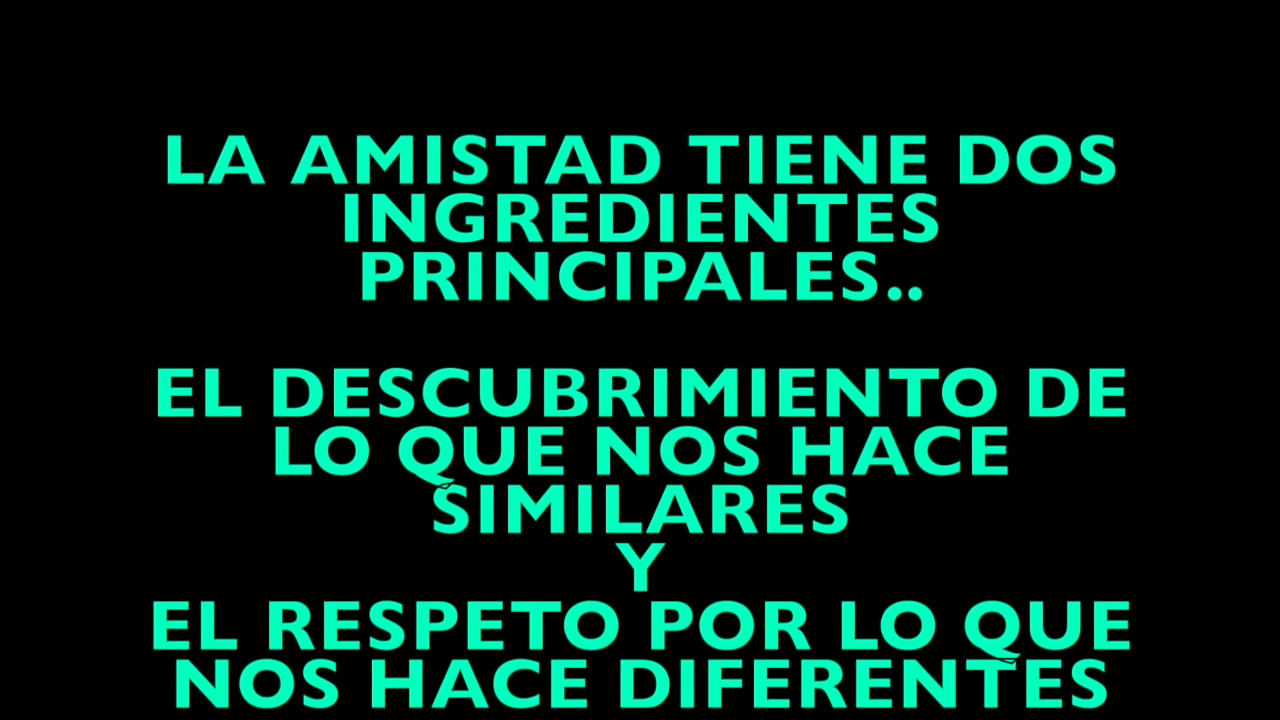 LA AMISTAD TIENE DOS
INGREDIENTES
PRINCIPALES..
EL DESCUBRIMIENTO DE
LO QUE NOS HACE
SIMILARES
Y
EL RESPETO POR LO QUE
NOS HACE DIFERENTES